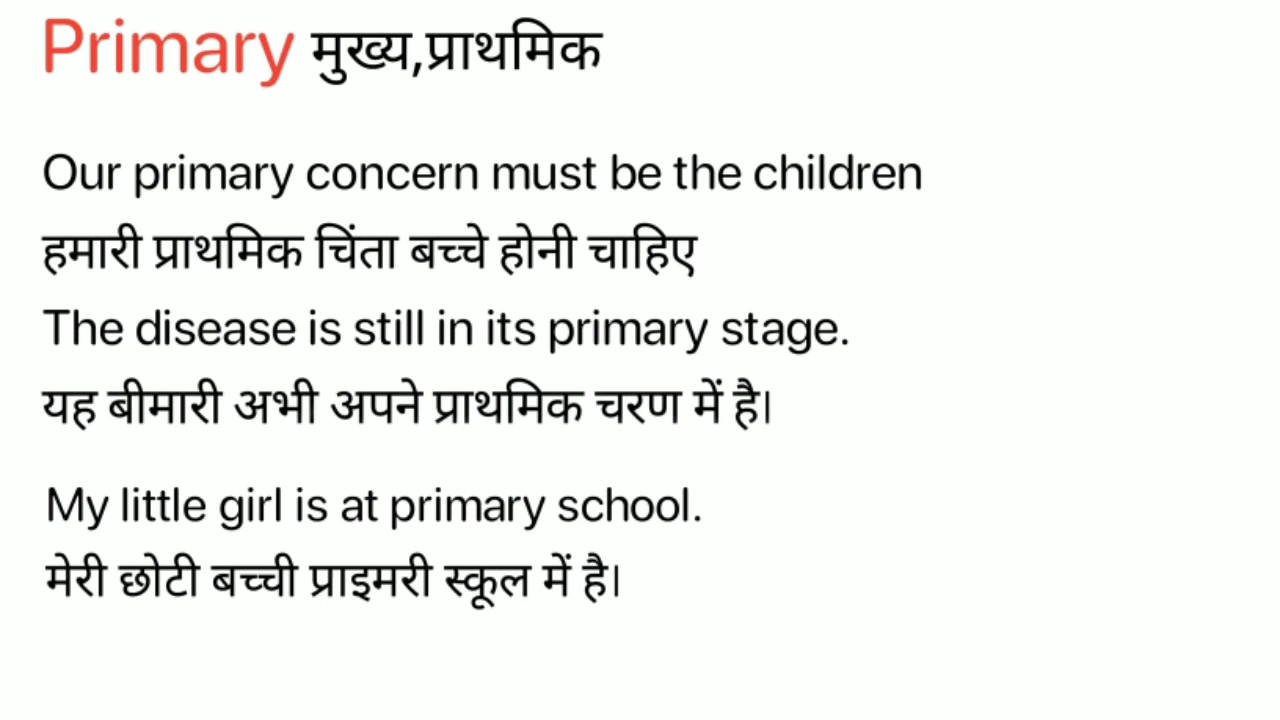 Primary मुख्य,प्राथमिक
Our primary concern must be the children
हमारी प्राथमिक चिंता बच्चे होनी चाहिए
The disease is still in its primary stage.
यह बीमारी अभी अपने प्राथमिक चरण में है।
My little girl is at primary school.
मेरी छोटी बच्ची प्राइमरी स्कूल में है।